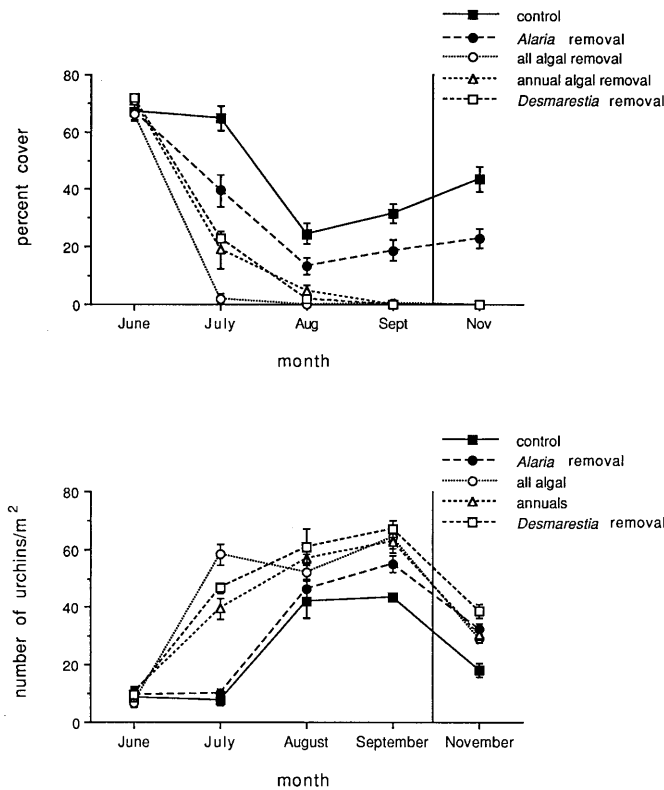 control
Alaria removal
all algal removal
annual algal removal
Desmarestia removal
80
60
40
20
0
percent cover
June July Aug Sept Nov
month
control
Alaria removal
all algal
annuals
Desmarestia removal
80
60
40
20
0
number of urchins/m²
June July August September November
month